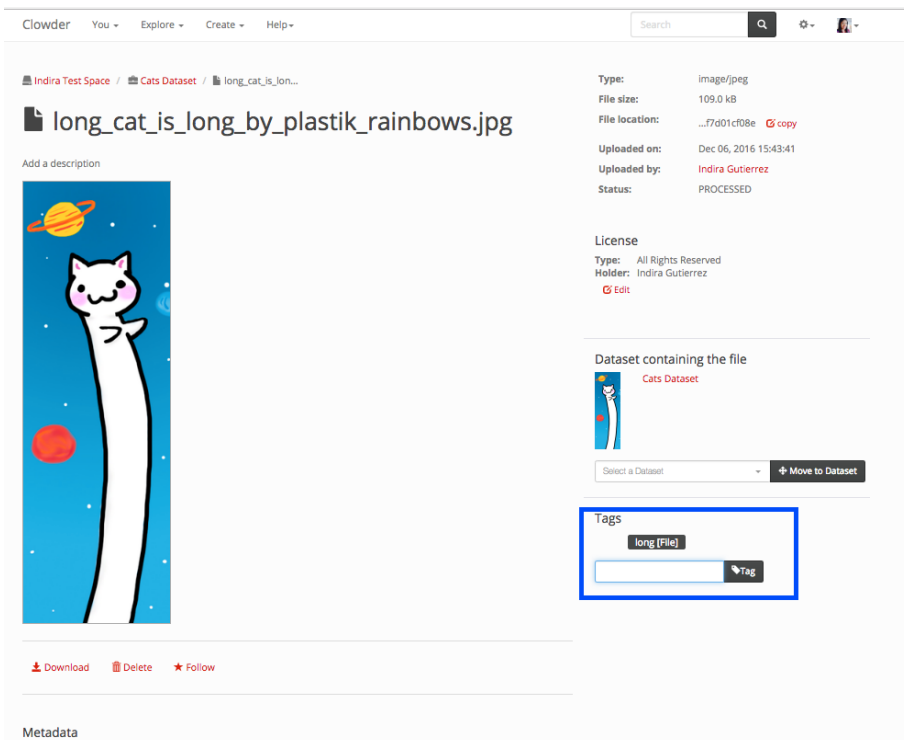 Clowder You Explore Create Help Search
Indira Test Space / Cats Dataset / long_cat_is_lon...
long_cat_is_long_by_plastik_rainbows.jpg
Add a description
Download Delete Follow
Metadata
Type: image/jpeg
File size: 109.0 kB
File location: ...f7d01cf08e copy
Uploaded on: Dec 06, 2016 15:43:41
Uploaded by: Indira Gutierrez
Status: PROCESSED
License
Type: All Rights Reserved
Holder: Indira Gutierrez
Edit
Dataset containing the file
Cats Dataset
Select a Dataset Move to Dataset
Tags
long [File]
Tag